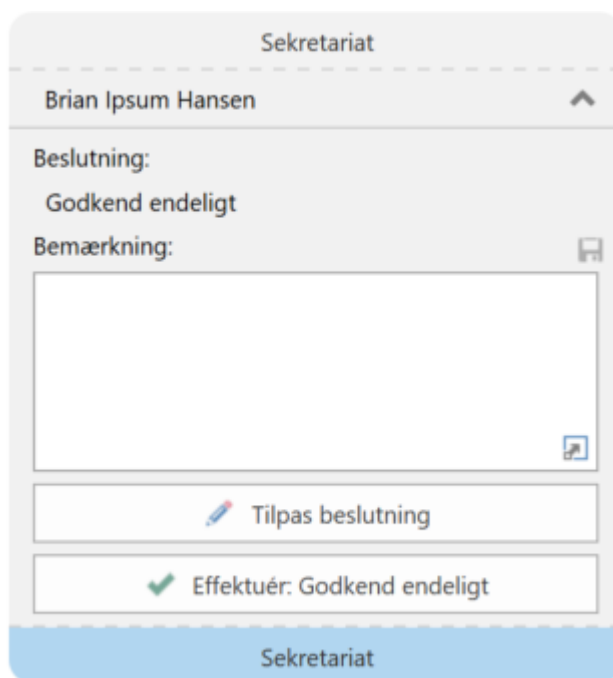 Sekretariat
Brian Ipsum Hansen
Beslutning:
Godkend endeligt
Bemærkning:
Tilpas beslutning
Effektuér: Godkend endeligt
Sekretariat